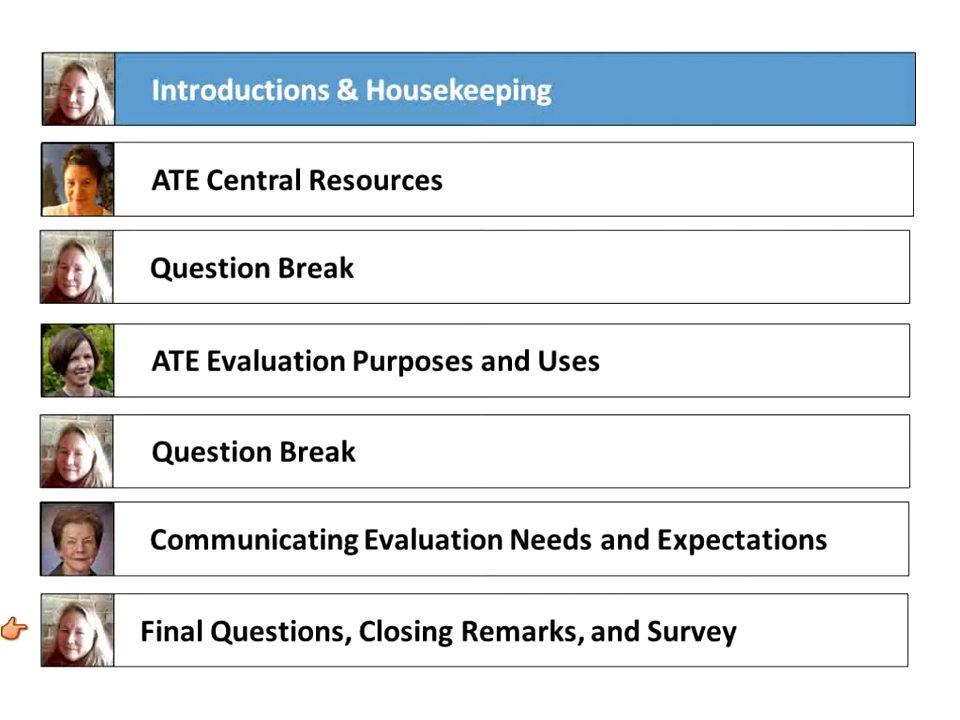 Introductions & Housekeeping
ATE Central Resources
Question Break
ATE Evaluation Purposes and Uses
Question Break
Communicating Evaluation Needs and Expectations
Final Questions, Closing Remarks, and Survey